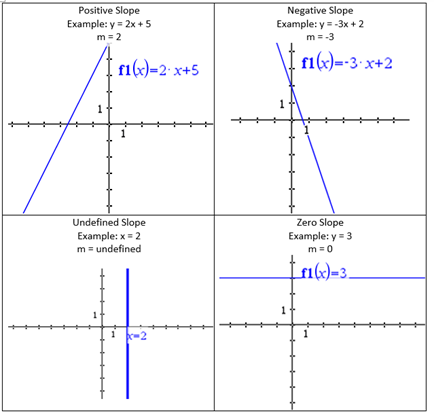 Positive Slope
Example: y = 2x + 5
m = 2
f1(x)=2· x+5
1
1
Negative Slope
Example: y = -3x + 2
m = -3
f1(x)=-3· x+2
1
1
Undefined Slope
Example: x = 2
m = undefined
1
1
x=2
Zero Slope
Example: y = 3
m = 0
f1(x)=3
1
1